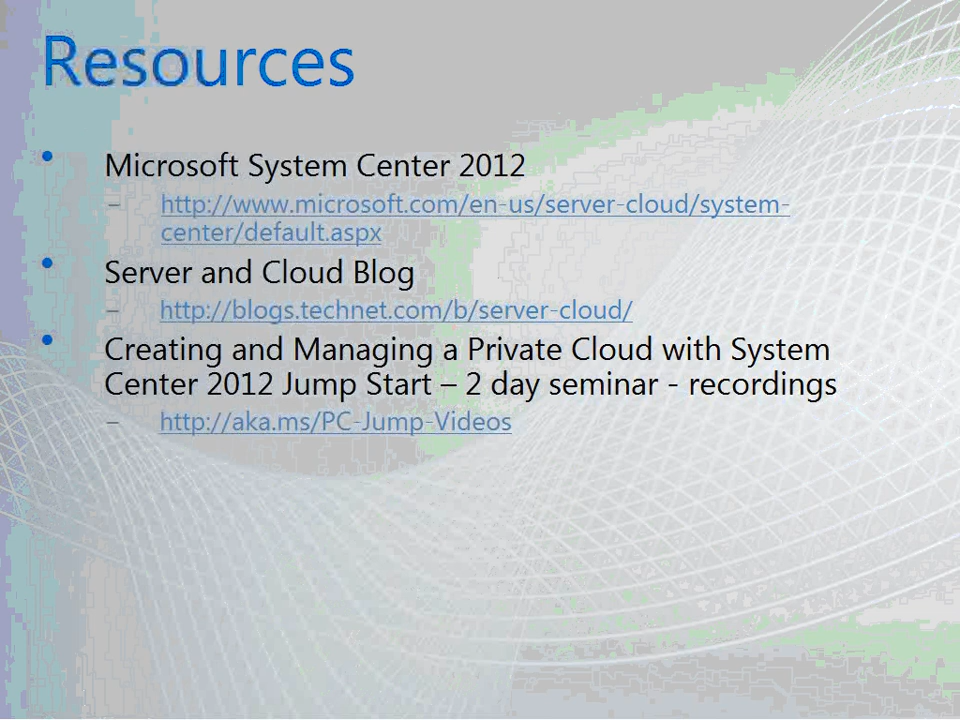 Resources
• Microsoft System Center 2012
– http://www.microsoft.com/en-us/server-cloud/system-
center/default.aspx
• Server and Cloud Blog
– http://blogs.technet.com/b/server-cloud/
• Creating and Managing a Private Cloud with System
Center 2012 Jump Start – 2 day seminar - recordings
– http://aka.ms/PC-Jump-Videos